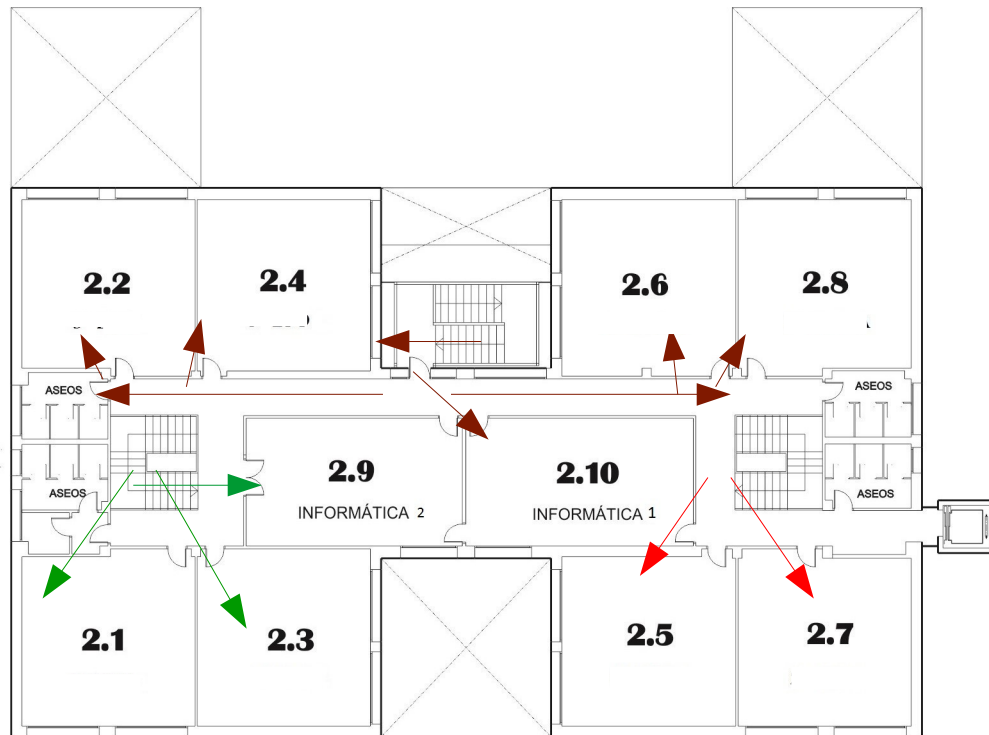 2.2
2.4
2.6
2.8
ASEOS
ASEOS
2.9
INFORMÁTICA 2
2.10
INFORMÁTICA 1
ASEOS
ASEOS
2.1
2.3
2.5
2.7